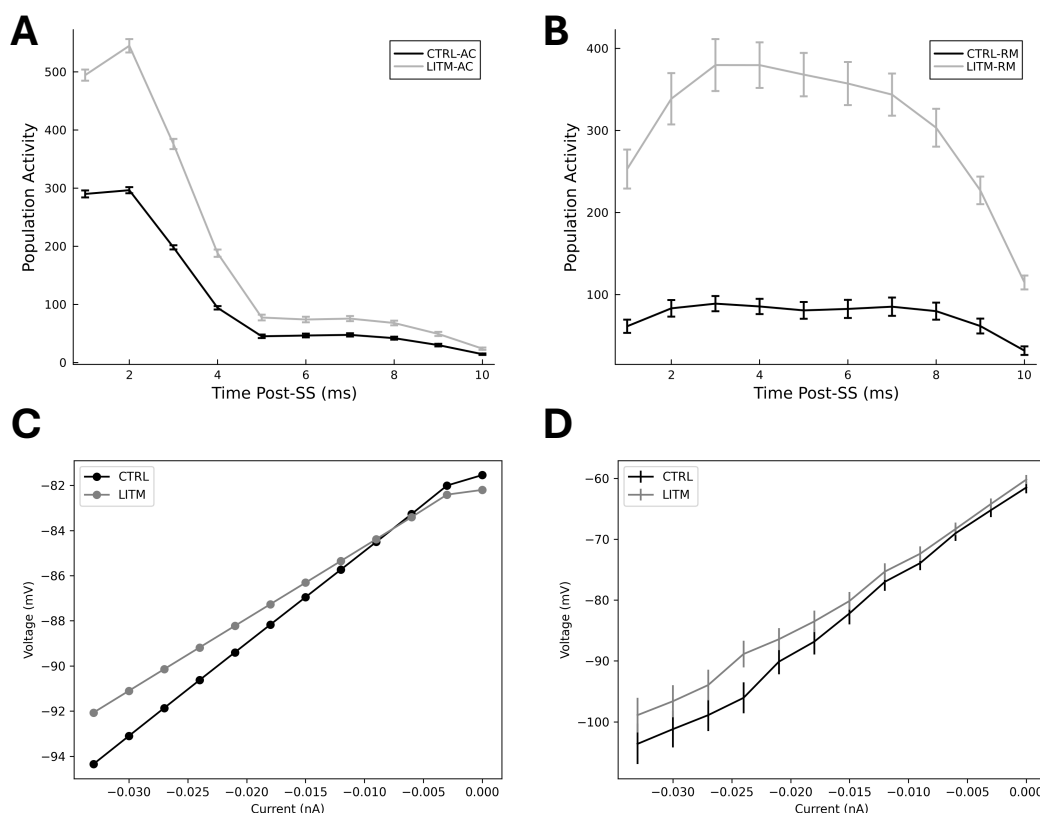 A
CTRL-AC
LITM-AC
Population Activity
500
400
300
200
100
0
2
4
6
8
10
Time Post-SS (ms)
B
CTRL-RM
LITM-RM
Population Activity
400
300
200
100
2
4
6
8
10
Time Post-SS (ms)
C
CTRL
LITM
Voltage (mV)
−82
−84
−86
−88
−90
−92
−94
−0.030
−0.025
−0.020
−0.015
−0.010
−0.005
0.000
Current (nA)
D
CTRL
LITM
Voltage (mV)
−60
−70
−80
−90
−100
−0.030
−0.025
−0.020
−0.015
−0.010
−0.005
Current (nA)